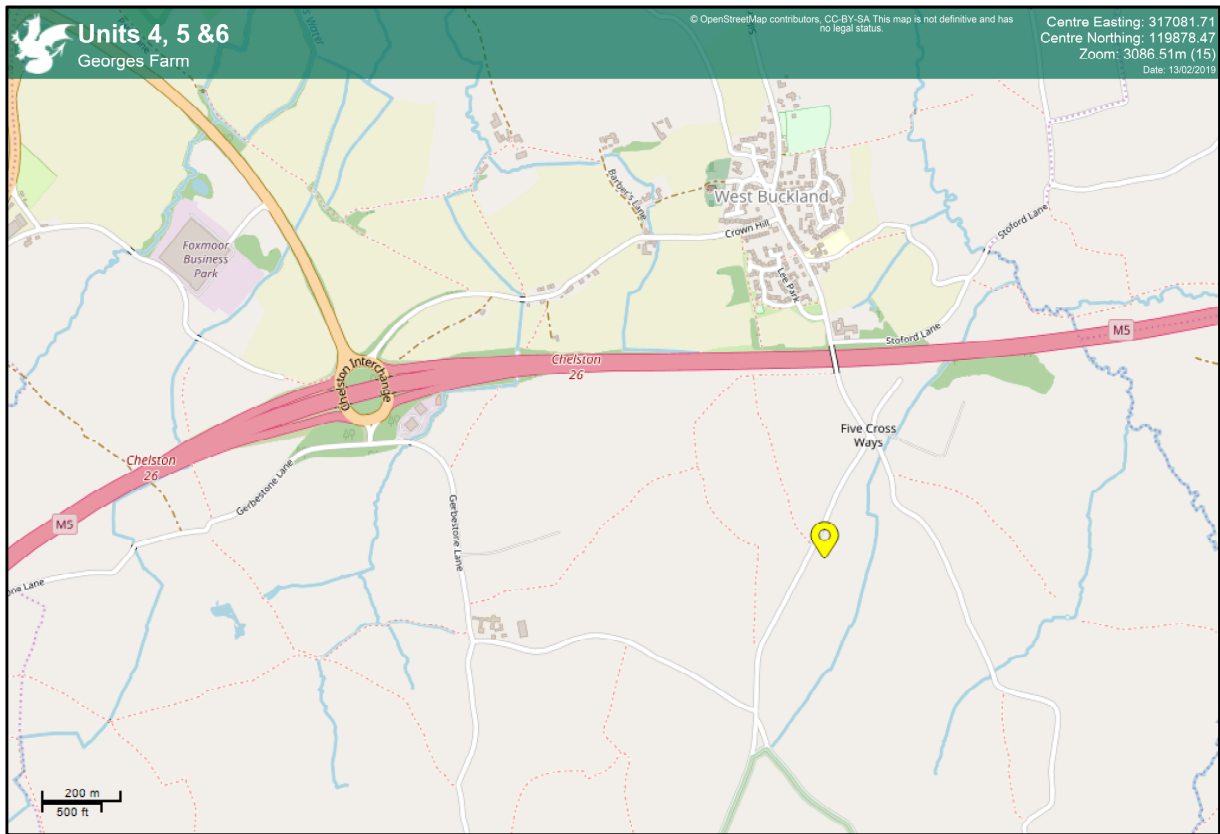 Units 4, 5 &6
Georges Farm
© OpenStreetMap contributors, CC-BY-SA This map is not definitive and has
no legal status.
Centre Easting: 317081.71
Centre Northing: 119878.47
Zoom: 3086.51m (15)
Date: 13/02/2019
Foxmoor
Business
Park
Barber's Lane
West Buckland
Crown Hill
Stoford Lane
Lee Park
Stoford Lane
M5
Chelston Interchange
Chelston
26
Five Cross
Ways
Chelston
26
Gerbestone Lane
M5
Gerbestone Lane
one Lane
200 m
500 ft